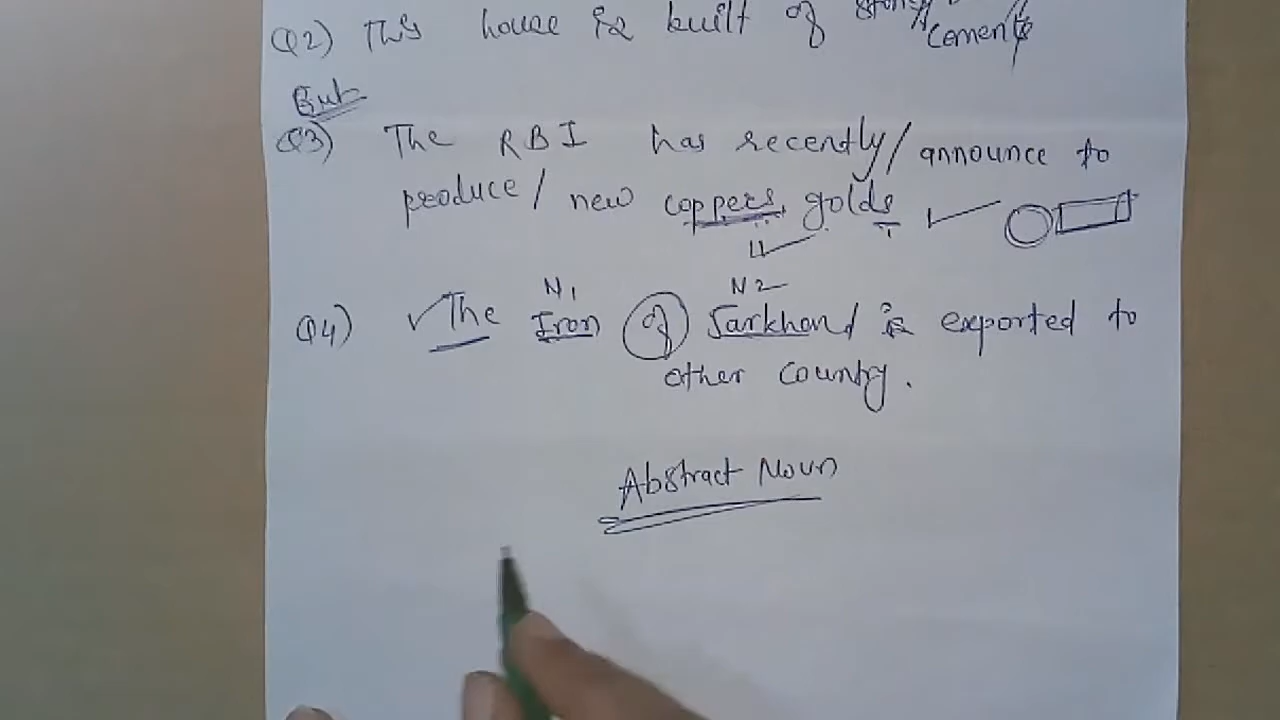 Q2) This house is built of stones cements
But
Q3) The RBI has recently/announce to
produce/ new coppers, golds
N1 N2
Q4) The Iron of Jarkhand is exported to
other country.
Abstract Noun